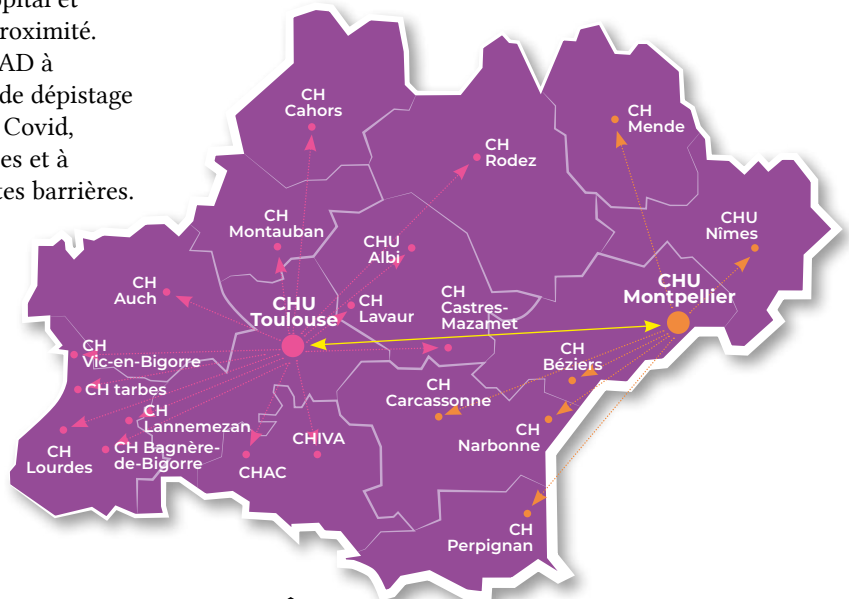 roximité.
AD à
de dépistage
Covid,
es et à
tes barrières.
CH
Cahors
CH
Mende
CH
Rodez
CH
Montauban
CHU
Albi
CHU
Nîmes
CH
Auch
CHU
Toulouse
CH
Lavaur
CH
Castres-
Mazamet
CHU
Montpellier
CH
Vic-en-Bigorre
CH tarbes
CH
Béziers
CH
Carcassonne
CH
Lannemezan
CH
Lourdes
CH Bagnère-
de-Bigorre
CHAC
CHIVA
CH
Narbonne
CH
Perpignan